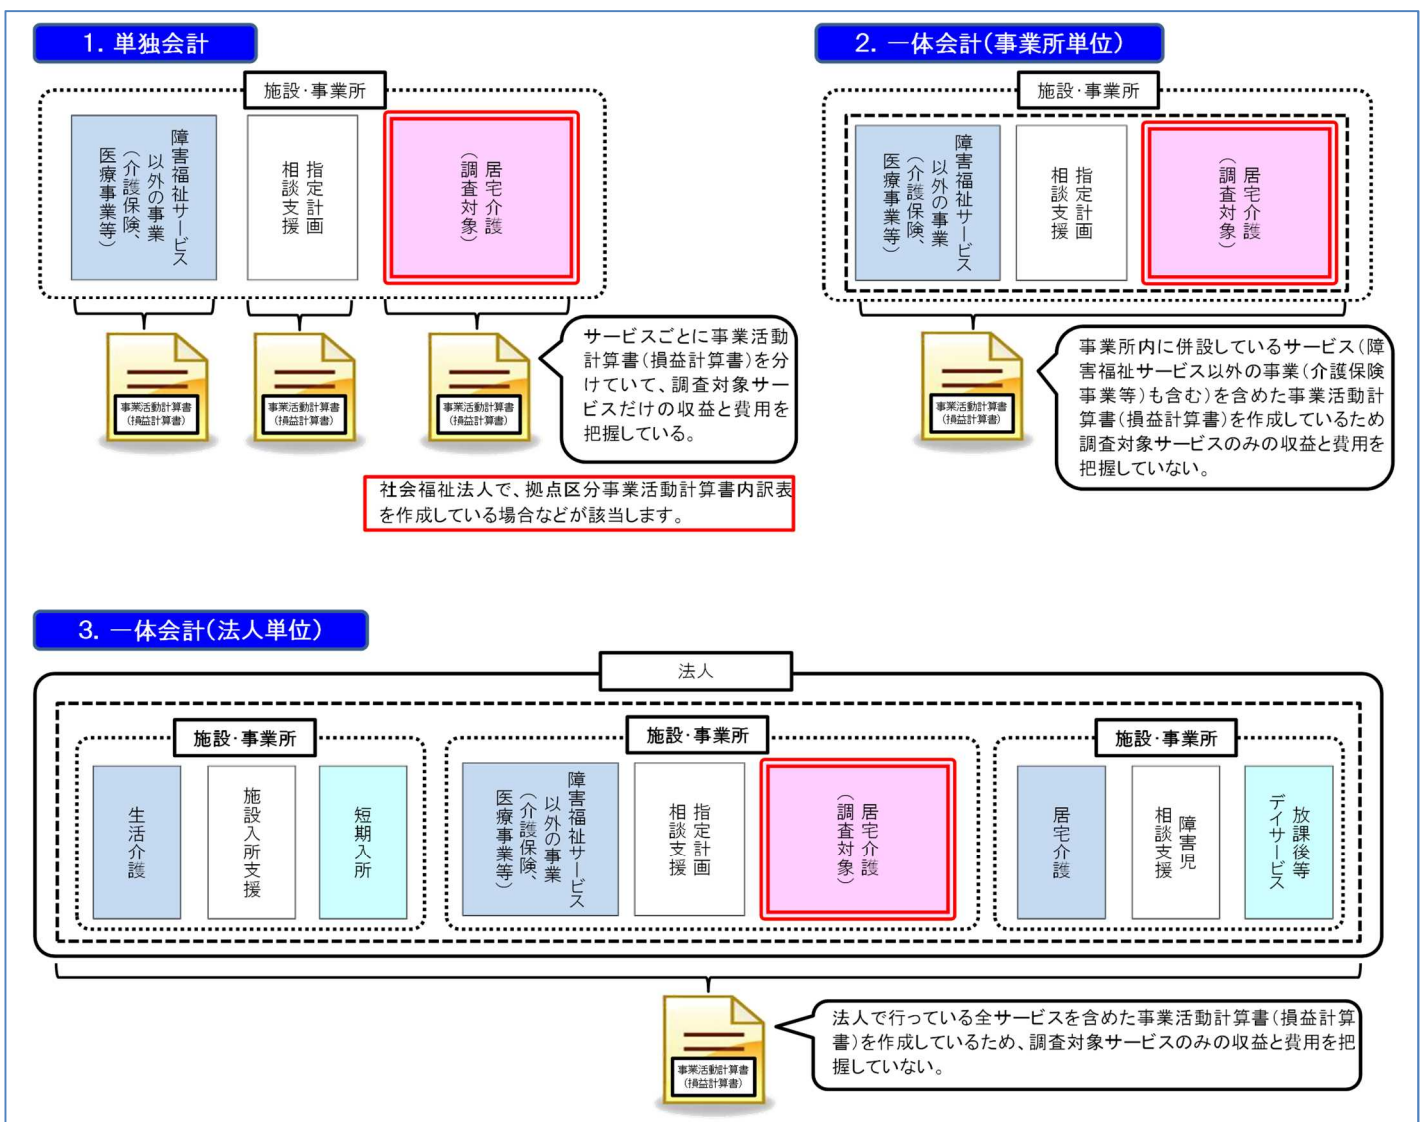 1．単独会計
施設・事業所
障害福祉サービス
以外の事業
（介護保険、
医療事業等）
指定計画
相談支援
居宅介護
（調査対象）
事業活動計算書
（損益計算書）
事業活動計算書
（損益計算書）
事業活動計算書
（損益計算書）
サービスごとに事業活動
計算書（損益計算書）を分
けていて、調査対象サー
ビスだけの収益と費用を
把握している。
社会福祉法人で、拠点区分事業活動計算書内訳表
を作成している場合などが該当します。
2．一体会計（事業所単位）
施設・事業所
障害福祉サービス
以外の事業
（介護保険、
医療事業等）
指定計画
相談支援
居宅介護
（調査対象）
事業活動計算書
（損益計算書）
事業所内に併設しているサービス（障
害福祉サービス以外の事業（介護保険
事業等）も含む）を含めた事業活動計
算書（損益計算書）を作成しているため
調査対象サービスのみの収益と費用を
把握していない。
3．一体会計（法人単位）
法人
施設・事業所
生活介護
施設入所支援
短期入所
施設・事業所
障害福祉サービス
以外の事業
（介護保険、
医療事業等）
指定計画
相談支援
居宅介護
（調査対象）
施設・事業所
居宅介護
障害児
相談支援
放課後等
デイサービス
事業活動計算書
（損益計算書）
法人で行っている全サービスを含めた事業活動計算書（損益計算
書）を作成しているため、調査対象サービスのみの収益と費用を把
握していない。